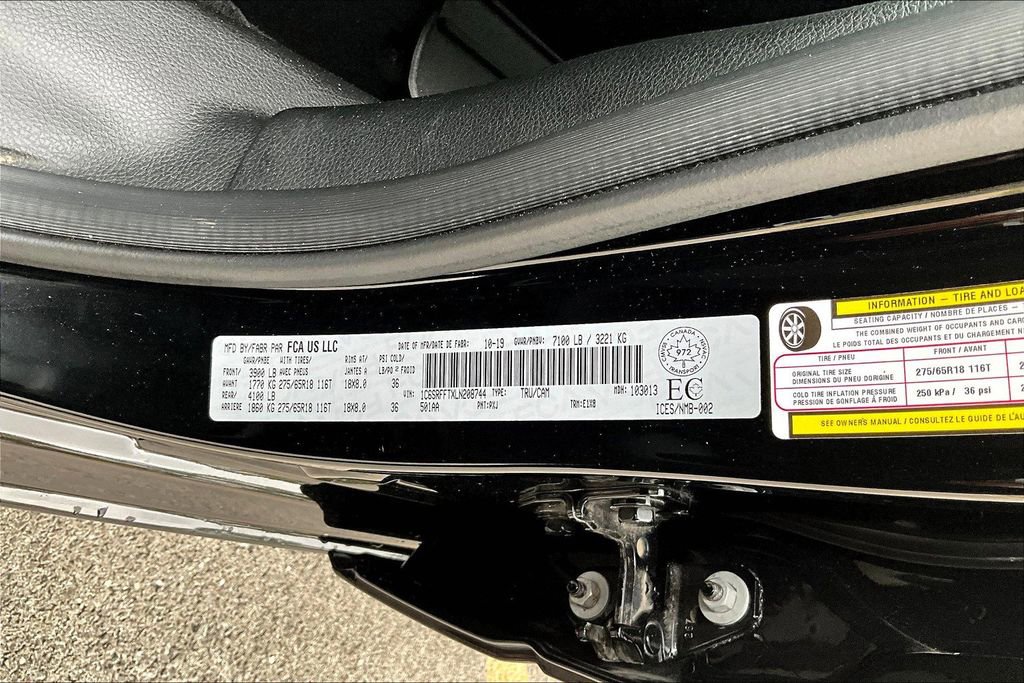 MFD BY/FABR PAR FCA US LLC
DATE OF MFR/DATE DE FABR: 10-19 GVWR/PNBV: 7100 LB / 3221 KG
GAWR/PNBE WITH TIRES/ RIMS AT/ PSI COLD/
FRONT/ 3900 LB AVEC PNEUS JANTES A LB/PO² FROID
AVANT 1770 KG 275/65R18 116T 18X8.0 36
REAR/ 4100 LB
ARRIERE 1860 KG 275/65R18 116T 18X8.0 36
VIN: 1C6SRFFTXLN208744 TYPE: TRU/CAM MDH: 103013
501AA PNT:PXJ TRM:E1X8
CANADA
TRANSPORT
972
EC
ICES/NMB-002
INFORMATION – TIRE AND LOA
SEATING CAPACITY / NOMBRE DE PLACES –
THE COMBINED WEIGHT OF OCCUPANTS AND CARG
LE POIDS TOTAL DES OCCUPANTS ET DU CHARGEMENT N
TIRE / PNEU FRONT / AVANT
ORIGINAL TIRE SIZE
DIMENSIONS DU PNEU DORIGINE
275/65R18 116T
COLD TIRE INFLATION PRESSURE
PRESSION DE GONFLAGE À FROID
250 kPa / 36 psi
SEE OWNER'S MANUAL / CONSULTEZ LE GUIDE DE L'AU